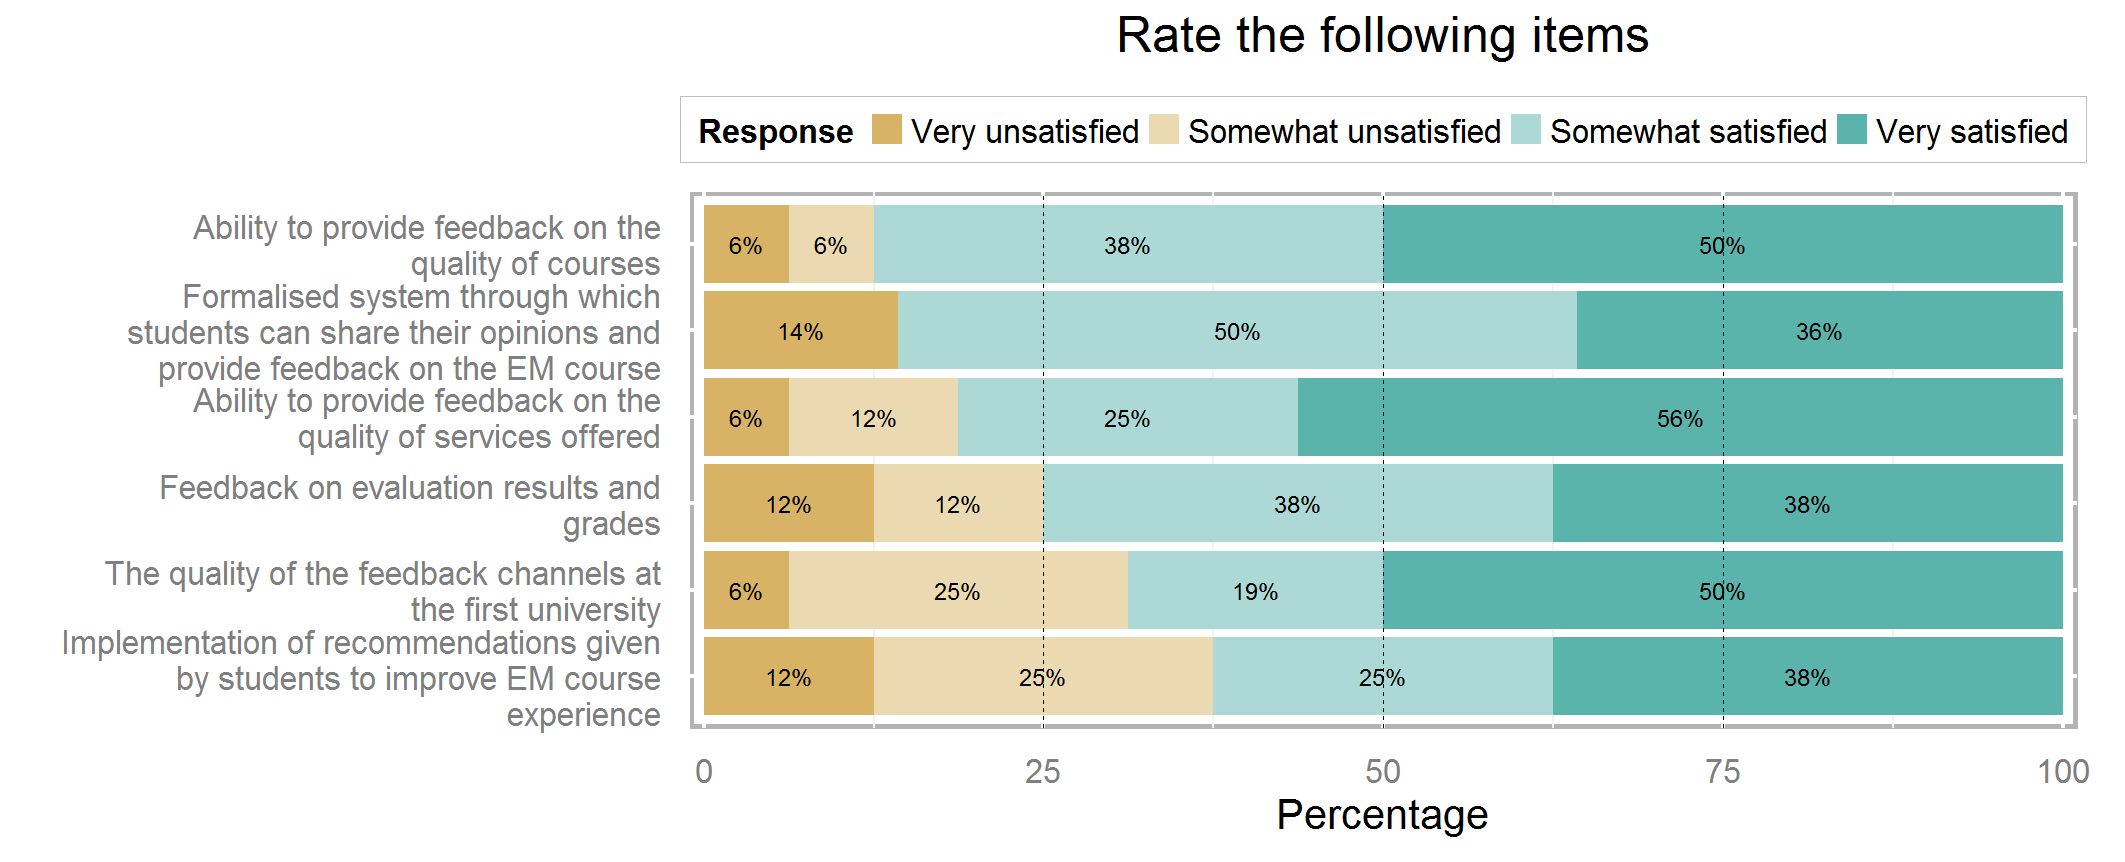 Rate the following items
Response Very unsatisfied Somewhat unsatisfied Somewhat satisfied Very satisfied
Ability to provide feedback on the
quality of courses
6% 6% 38% 50%
Formalised system through which
students can share their opinions and
provide feedback on the EM course
14% 50% 36%
Ability to provide feedback on the
quality of services offered
6% 12% 25% 56%
Feedback on evaluation results and
grades
12% 12% 38% 38%
The quality of the feedback channels at
the first university
6% 25% 19% 50%
Implementation of recommendations given
by students to improve EM course
experience
12% 25% 25% 38%
0 25 50 75 100
Percentage